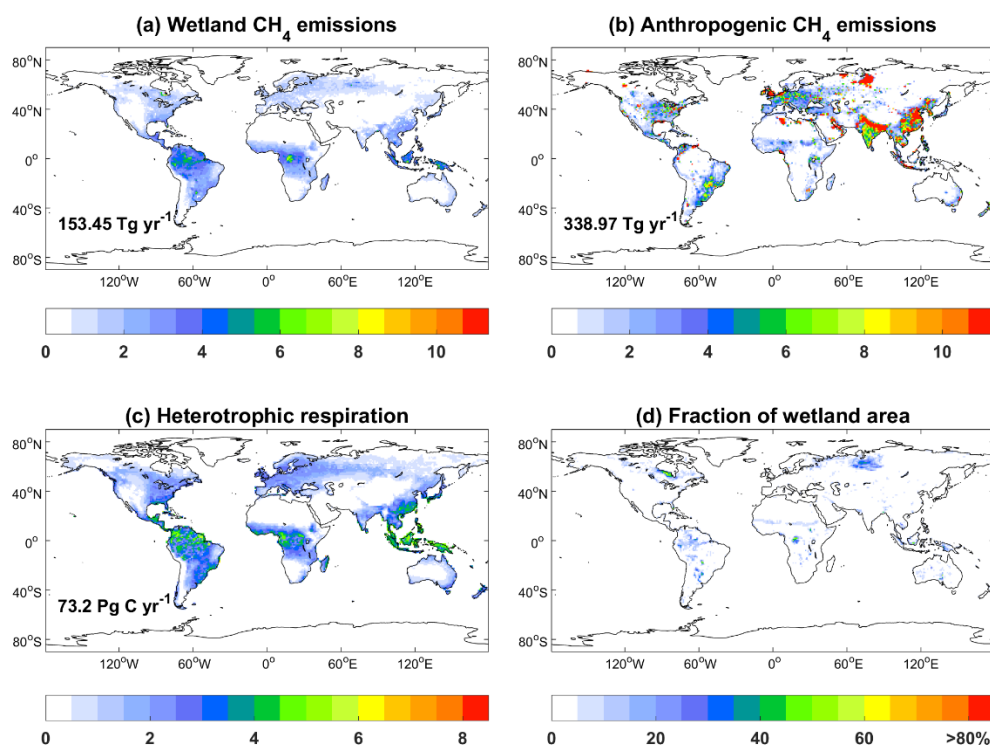 (a) Wetland CH4 emissions
80°N
40°N
0°
40°S
80°S
153.45 Tg yr-1
120°W 60°W 0° 60°E 120°E
0 2 4 6 8 10
(b) Anthropogenic CH4 emissions
80°N
40°N
0°
40°S
80°S
338.97 Tg yr-1
120°W 60°W 0° 60°E 120°E
0 2 4 6 8 10
(c) Heterotrophic respiration
80°N
40°N
0°
40°S
80°S
73.2 Pg C yr-1
120°W 60°W 0° 60°E 120°E
0 2 4 6 8
(d) Fraction of wetland area
80°N
40°N
0°
40°S
80°S
120°W 60°W 0° 60°E 120°E
0 20 40 60 >80%